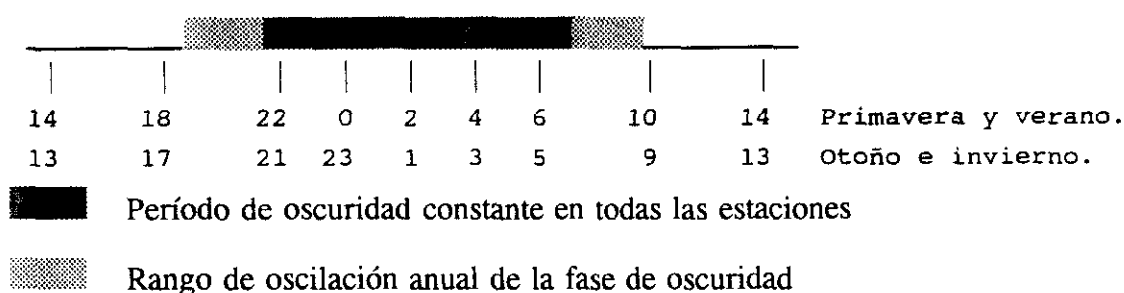 14 18 22 0 2 4 6 10 14 Primavera y verano.
13 17 21 23 1 3 5 9 13 Otoño e invierno.
Período de oscuridad constante en todas las estaciones
Rango de oscilación anual de la fase de oscuridad